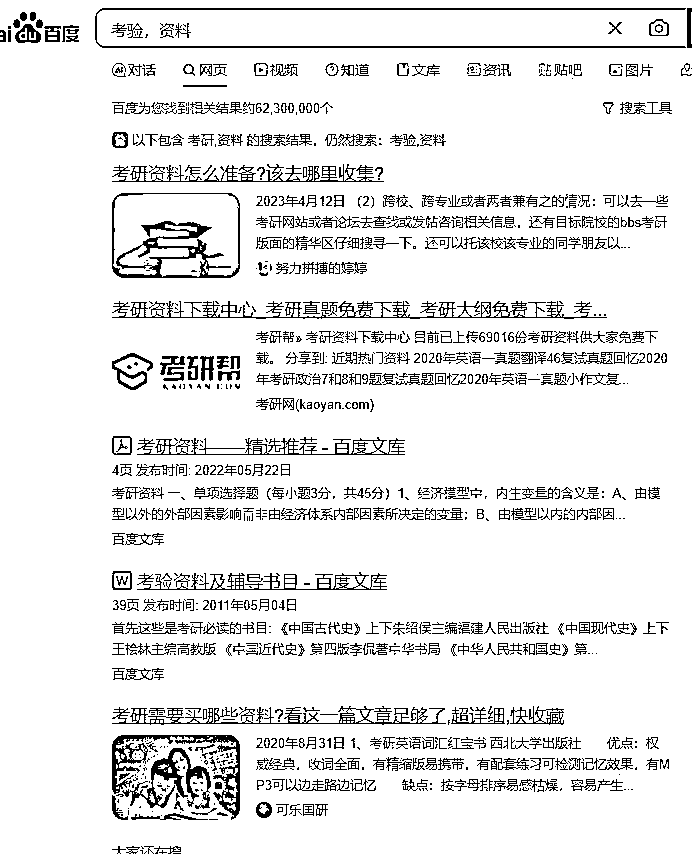 百度
考验，资料
对话 网页 视频 知道 文库 资讯 贴吧 图片
百度为您找到相关结果约62,300,000个 搜索工具
以下包含 考研,资料 的搜索结果。仍然搜索：考验,资料
考研资料怎么准备?该去哪里收集?
2023年4月12日 （2）跨校、跨专业或者两者兼有之的情况：可以去一些
考研网站或者论坛去查找或发帖咨询相关信息，还有目标院校的bbs考研
版面的精华区仔细搜寻一下。还可以托该校该专业的同学朋友以...
努力拼搏的婷婷
考研资料下载中心_考研真题免费下载_考研大纲免费下载_考...
考研帮» 考研资料下载中心 目前已上传69016份考研资料供大家免费下
载。 分享到: 近期热门资料 2020年英语一真题翻译46复试真题回忆2020
年考研政治7和8和9题复试真题回忆2020年英语一真题小作文复...
考研帮
KAOYAN.COM
考研网(kaoyan.com)
考研资料——精选推荐 - 百度文库
4页 发布时间: 2022年05月22日
考研资料 一、单项选择题（每小题3分，共45分）1、经济模型中，内生变量的含义是：A、由模
型以外的外部因素影响而非由经济体系内部因素所决定的变量；B、由模型以内的内部因...
百度文库
考验资料及辅导书目 - 百度文库
39页 发布时间: 2011年05月04日
首先这些是考研必读的书目: 《中国古代史》上下朱绍侯主编福建人民出版社 《中国现代史》上下
王桧林主编高教版 《中国近代史》第四版李侃著中华书局 《中华人民共和国史》第...
百度文库
考研需要买哪些资料?看这一篇文章足够了,超详细,快收藏
2020年8月31日 1、考研英语词汇红宝书 西北大学出版社 优点：权
威经典，收词全面，有精缩版易携带，有配套练习可检测记忆效果，有M
P3可以边走路边记忆 缺点：按字母排序易感枯燥，容易产生...
可乐国研
大家还在搜